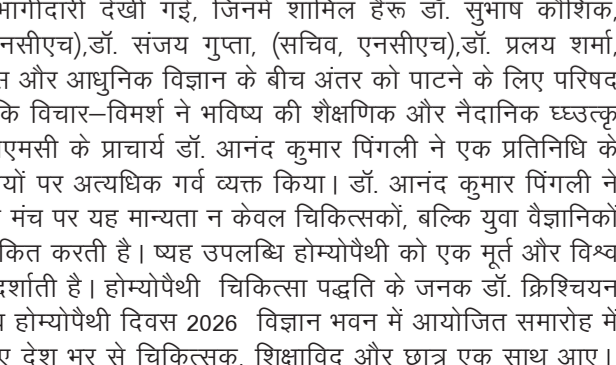 भागीदारी देखी गई, जिनमें शामिल हैंरू डॉ. सुभाष कौशिक,
नसीएच),डॉ. संजय गुप्ता, (सचिव, एनसीएच),डॉ. प्रलय शर्मा,
और आधुनिक विज्ञान के बीच अंतर को पाटने के लिए परिषद
कि विचार–विमर्श ने भविष्य की शैक्षणिक और नैदानिक घ्घ्उत्कृ
एमसी के प्राचार्य डॉ. आनंद कुमार पिंगली ने एक प्रतिनिधि के
यों पर अत्यधिक गर्व व्यक्त किया। डॉ. आनंद कुमार पिंगली ने
मंच पर यह मान्यता न केवल चिकित्सकों, बल्कि युवा वैज्ञानिकों
कित करती है। ष्यह उपलब्धि होम्योपैथी को एक मूर्त और विश्व
दर्शाती है। होम्योपैथी चिकित्सा पद्धति के जनक डॉ. क्रिश्चियन
होम्योपैथी दिवस 2026 विज्ञान भवन में आयोजित समारोह में
ए देश भर से चिकित्सक, शिक्षाविद और छात्र एक साथ आए।